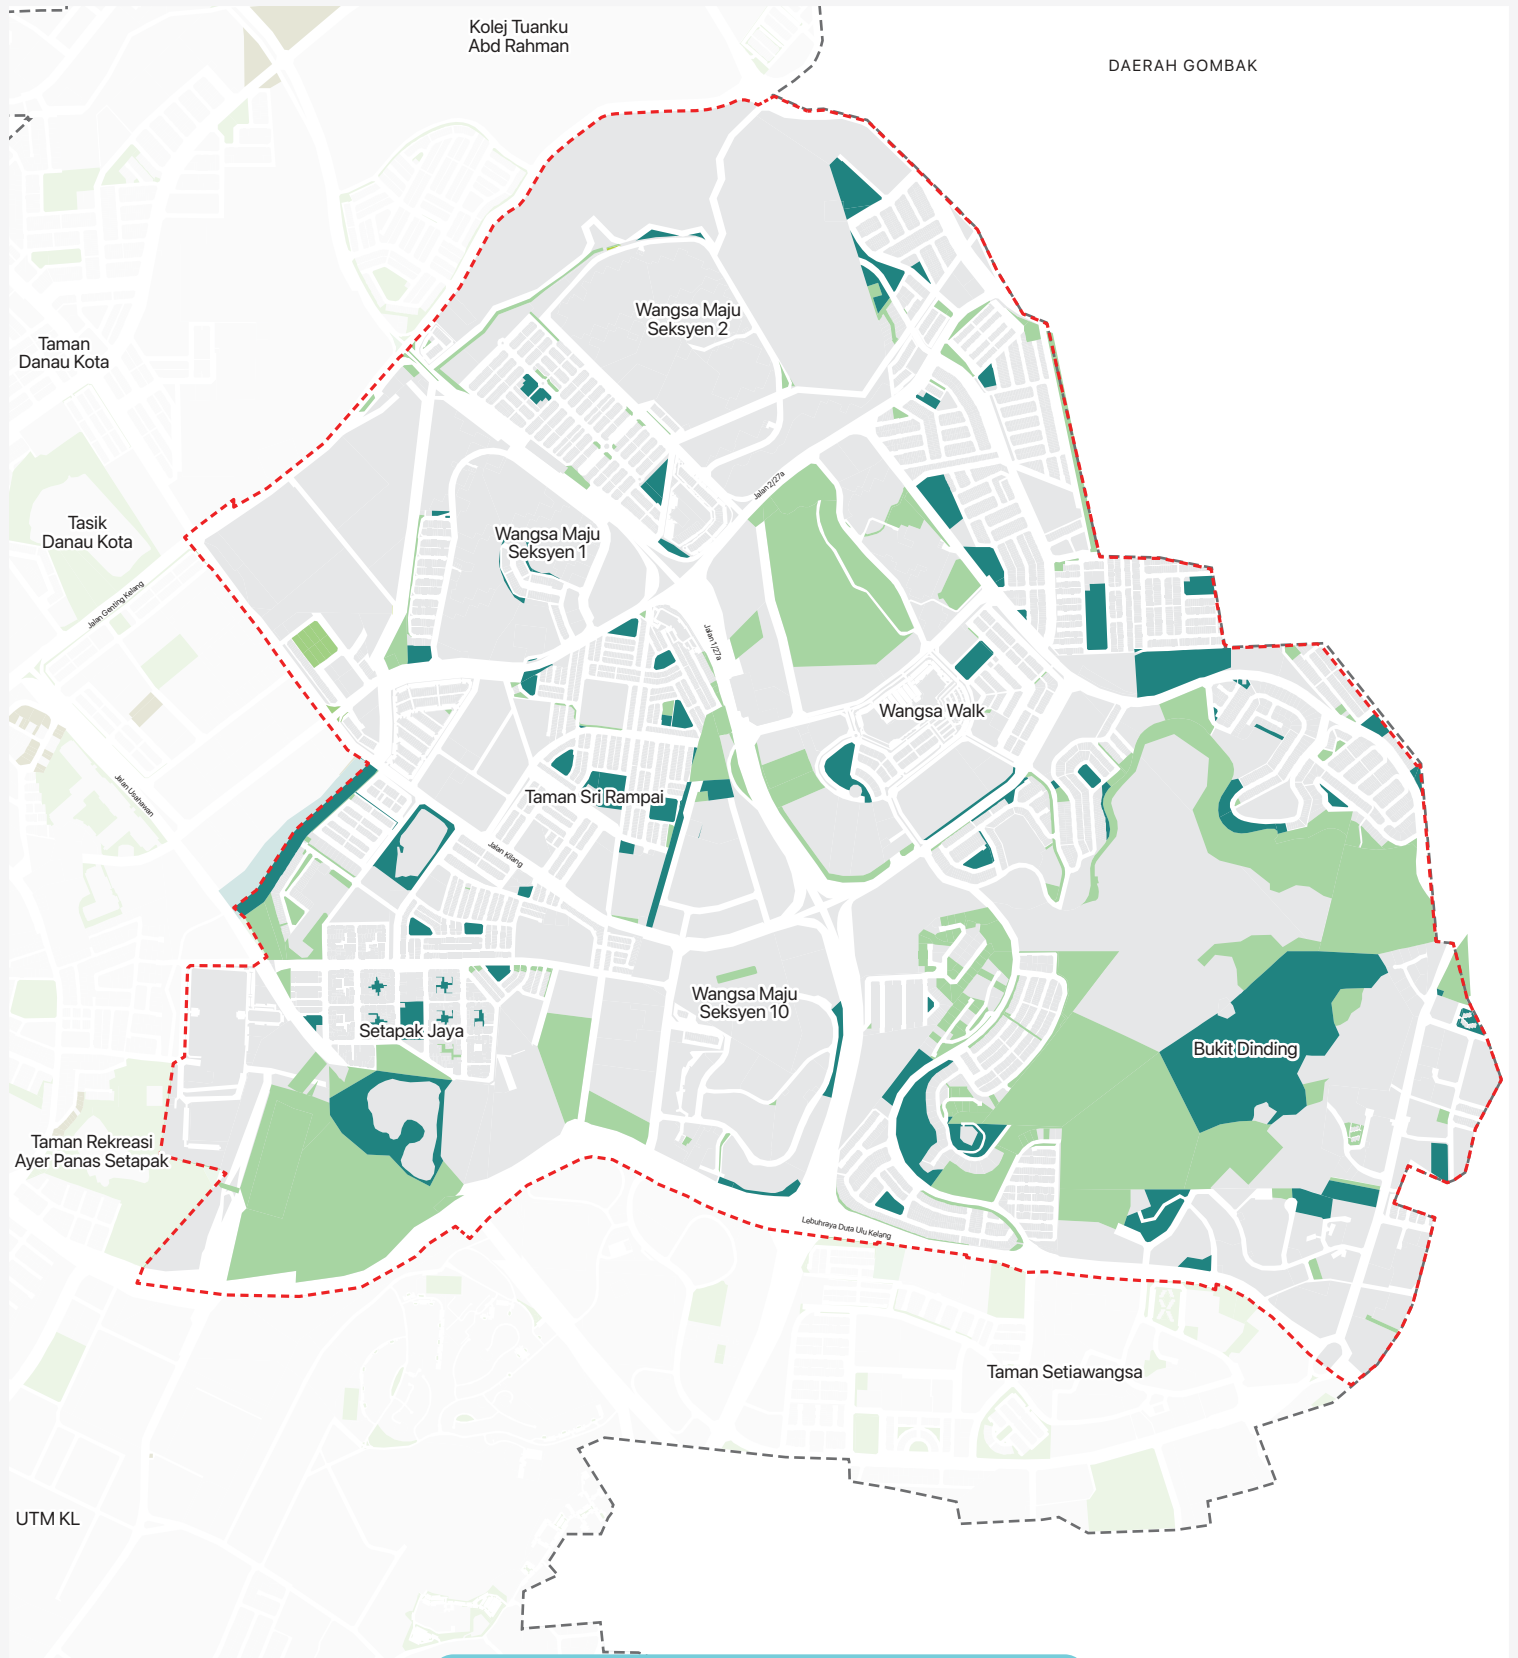 Kolej Tuanku
Abd Rahman
DAERAH GOMBAK
Wangsa Maju
Seksyen 2
Taman
Danau Kota
Jalan 2/27a
Tasik
Danau Kota
Wangsa Maju
Seksyen 1
Jalan Genting Kelang
Jalan 1/27a
Wangsa Walk
Jalan Usahawan
Taman Sri Rampai
Jalan Kilang
Wangsa Maju
Seksyen 10
Setapak Jaya
Bukit Dinding
Taman Rekreasi
Ayer Panas Setapak
Lebuhraya Duta Ulu Kelang
Taman Setiawangsa
UTM KL